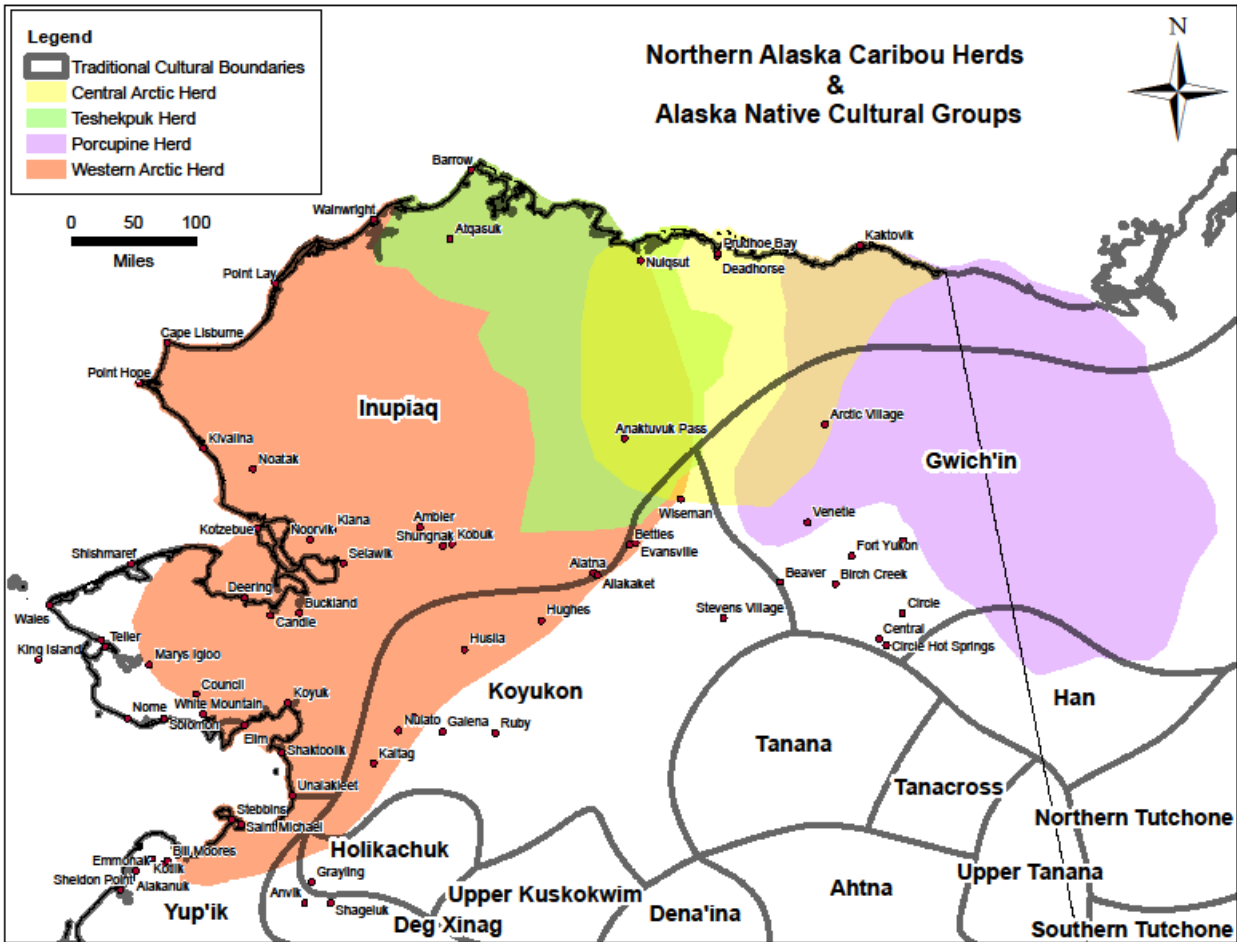 Legend
Traditional Cultural Boundaries
Central Arctic Herd
Teshekpuk Herd
Porcupine Herd
Western Arctic Herd
0 50 100
Miles
Northern Alaska Caribou Herds
&
Alaska Native Cultural Groups
N
Barrow
Wainwright
Atqasuk
Point Lay
Nuiqsut
Prudhoe Bay
Deadhorse
Kaktovik
Cape Lisburne
Point Hope
Inupiaq
Anaktuvuk Pass
Arctic Village
Gwich'in
Kivalina
Noatak
Kotzebue
Noorvik
Kiana
Ambler
Shungnak
Kobuk
Selawik
Wiseman
Bettles
Evansville
Venetie
Fort Yukon
Shishmaref
Deering
Buckland
Candle
Alatna
Allakaket
Beaver
Birch Creek
Wales
Hughes
Stevens Village
Circle
Teller
King Island
Marys Igloo
Huslia
Central
Circle Hot Springs
Council
White Mountain
Koyuk
Koyukon
Nome
Solomon
Elim
Nulato
Galena
Ruby
Han
Shaktoolik
Kaltag
Tanana
Unalakleet
Tanacross
Stebbins
Saint Michael
Northern Tutchone
Holikachuk
Bill Moores
Emmonak
Kotlik
Sheldon Point
Alakanuk
Grayling
Anvik
Shageluk
Upper Kuskokwim
Ahtna
Upper Tanana
Yup'ik
Deg Xinag
Dena'ina
Southern Tutchone